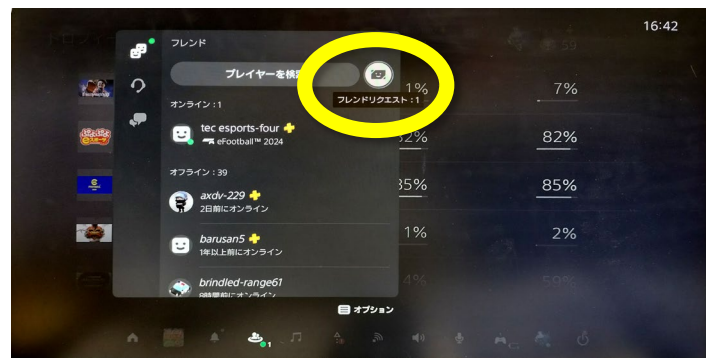 16:42
フレンド
プレイヤーを検索
フレンドリクエスト：1
オンライン：1
tec esports-four
eFootball™ 2024
オフライン：39
axdv-229
2日前にオンライン
barusan5
1年以上前にオンライン
brindled-range61
1% 7%
82%
35% 85%
1% 2%
4% 59%
オプション
1